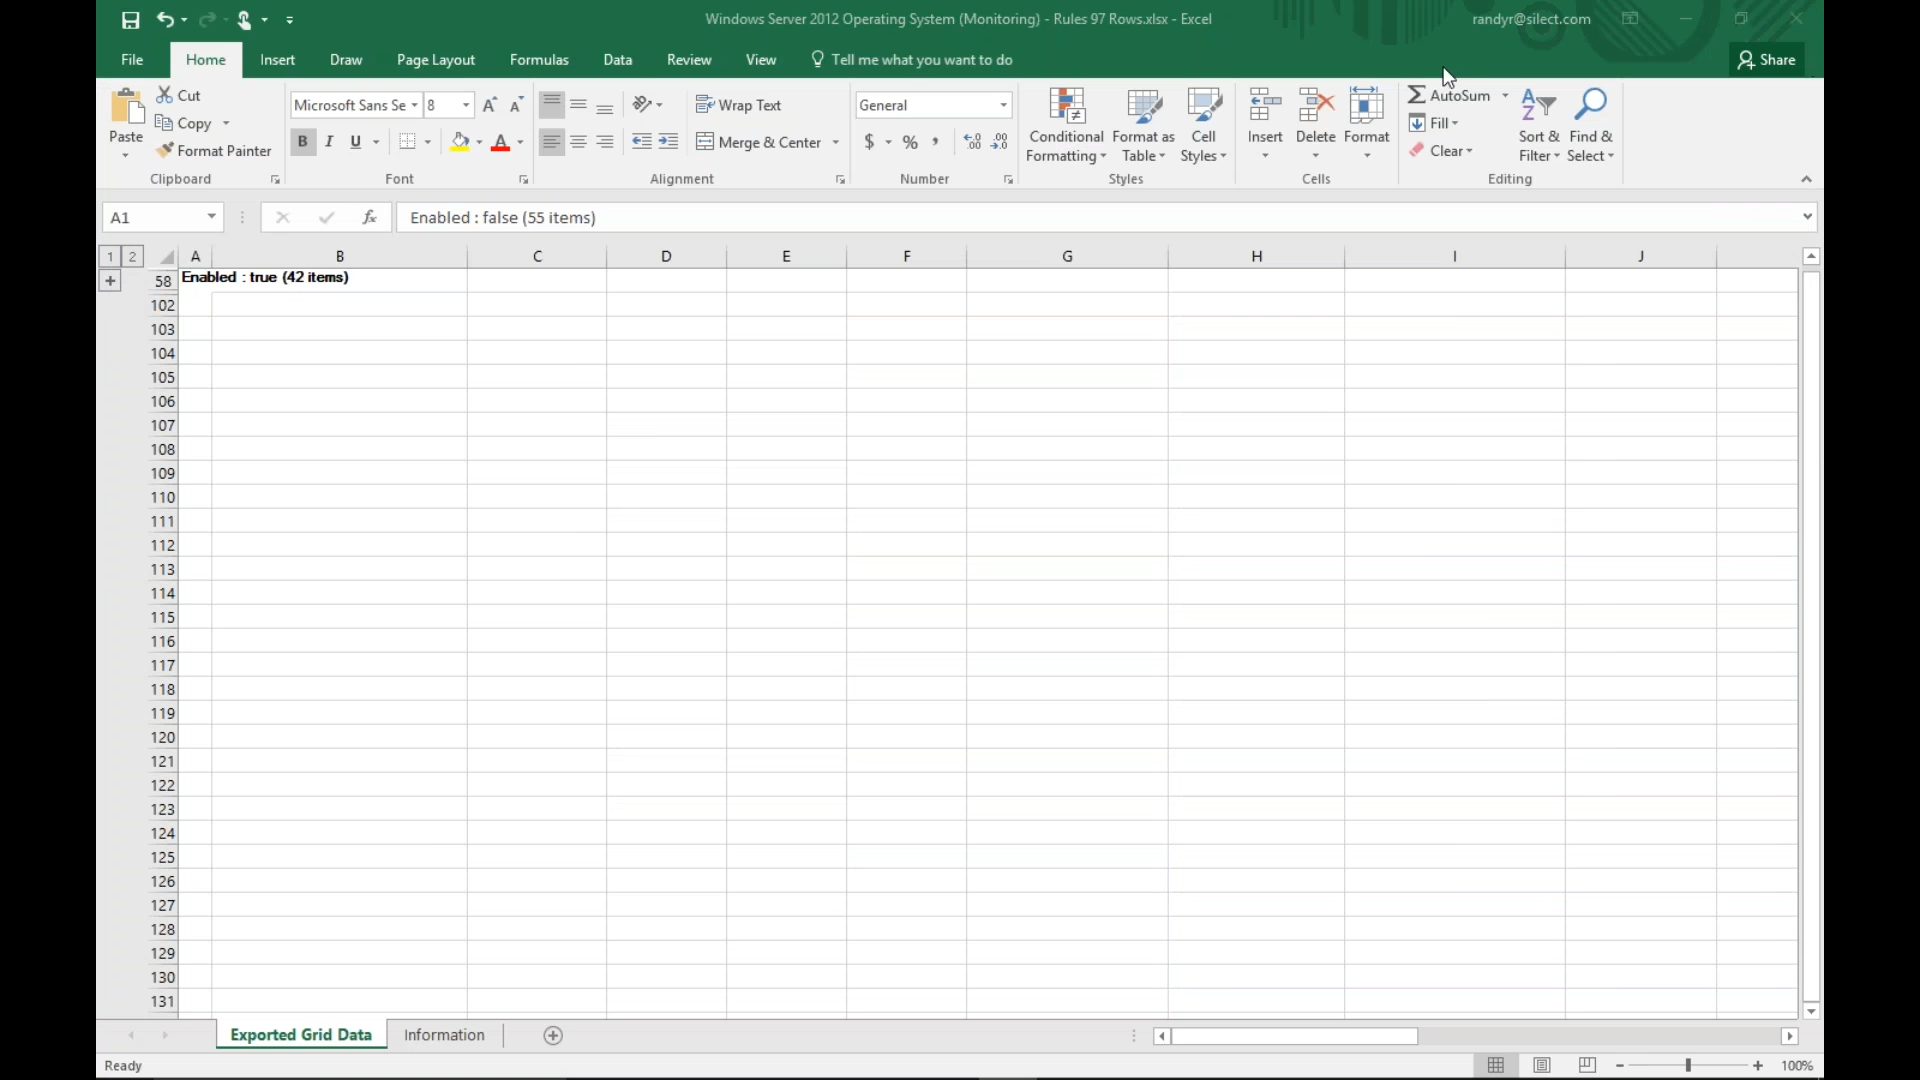 Windows Server 2012 Operating System (Monitoring) - Rules 97 Rows.xlsx - Excel
randyr@silect.com
File Home Insert Draw Page Layout Formulas Data Review View Tell me what you want to do Share
Paste
Cut
Copy
Format Painter
Clipboard
Microsoft Sans Se 8
B I U
Font
Wrap Text
Merge & Center
Alignment
General
$ % ,
Number
Conditional Formatting
Format as Table
Cell Styles
Styles
Insert Delete Format
Cells
AutoSum
Fill
Clear
Sort & Filter
Find & Select
Editing
A1 fx Enabled : false (55 items)
1 2 A B C D E F G H I J
58 Enabled : true (42 items)
102
103
104
105
106
107
108
109
110
111
112
113
114
115
116
117
118
119
120
121
122
123
124
125
126
127
128
129
130
131
Exported Grid Data Information
Ready 100%